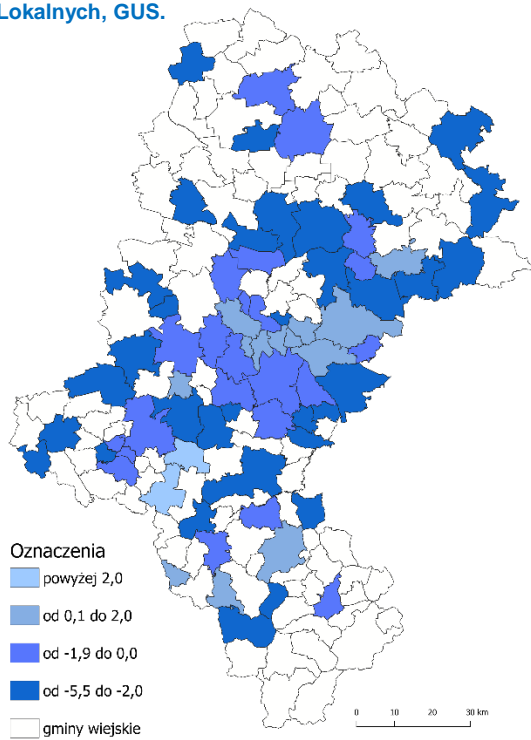 Lokalnych, GUS.
Oznaczenia
powyżej 2,0
od 0,1 do 2,0
od -1,9 do 0,0
od -5,5 do -2,0
gminy wiejskie
0 10 20 30 km